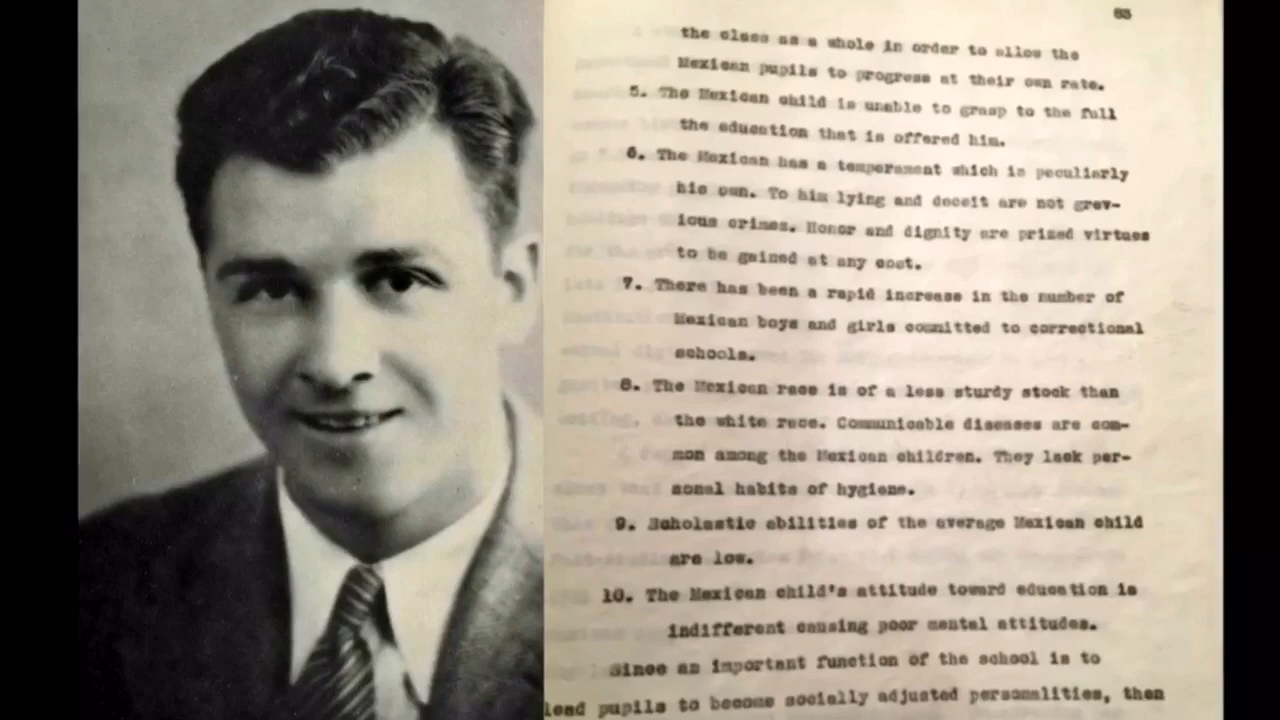 83
the class as a whole in order to allow the
Mexican pupils to progress at their own rate.
5. The Mexican child is unable to grasp to the full
the education that is offered him.
6. The Mexican has a temperament which is peculiarly
his own. To him lying and deceit are not grev-
ious crimes. Honor and dignity are prized virtues
to be gained at any cost.
7. There has been a rapid increase in the number of
Mexican boys and girls committed to correctional
schools.
8. The Mexican race is of a less sturdy stock than
the white race. Communicable diseases are com-
mon among the Mexican children. They lack per-
sonal habits of hygiene.
9. Scholastic abilities of the average Mexican child
are low.
10. The Mexican child's attitude toward education is
indifferent causing poor mental attitudes.
Since an important function of the school is to
lead pupils to become socially adjusted personalities, then